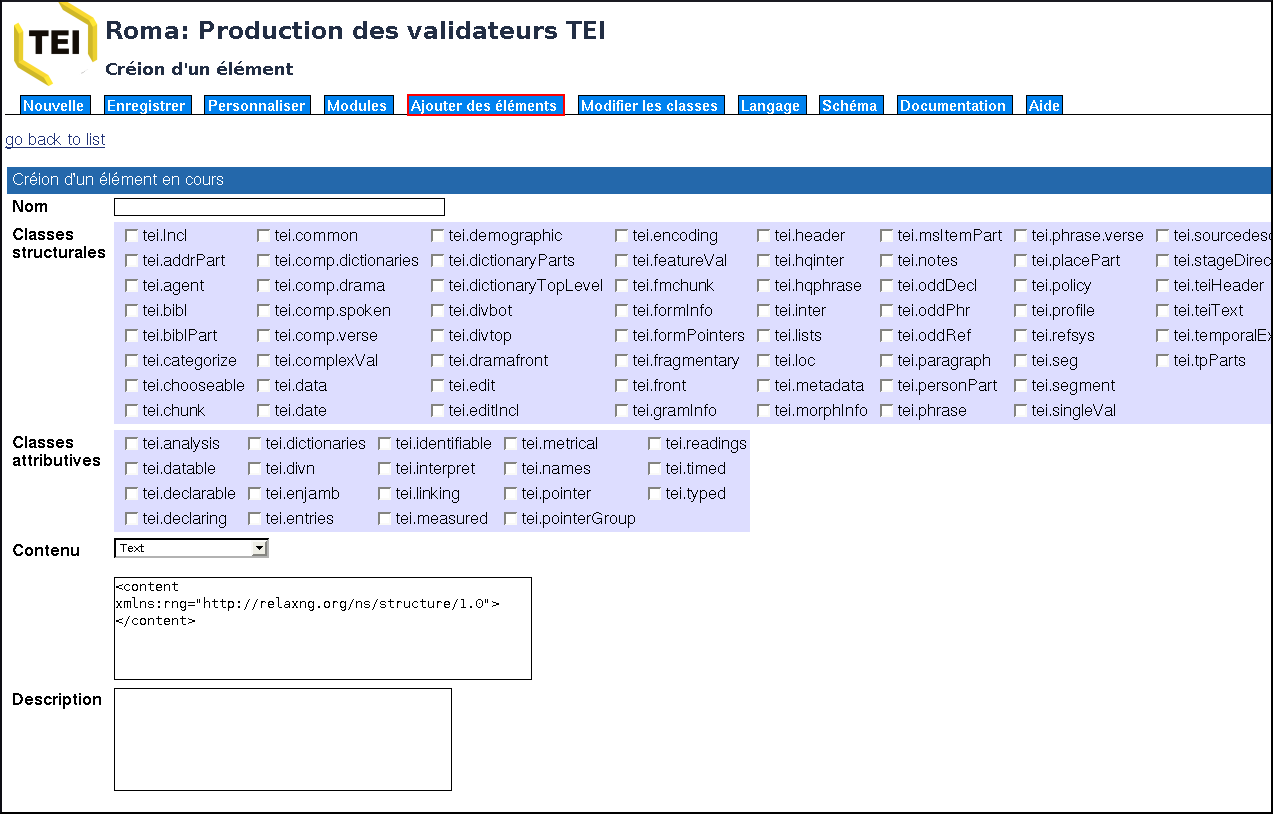 TEI
Roma: Production des validateurs TEI
Créion d'un élément
Nouvelle Enregistrer Personnaliser Modules Ajouter des éléments Modifier les classes Langage Schéma Documentation Aide
go back to list
Créion d'un élément en cours
Nom
Classes structurales
tei.Incl tei.common tei.demographic tei.encoding tei.header tei.msItemPart tei.phrase.verse tei.sourcedesc
tei.addrPart tei.comp.dictionaries tei.dictionaryParts tei.featureVal tei.hqinter tei.notes tei.placePart tei.stageDirec
tei.agent tei.comp.drama tei.dictionaryTopLevel tei.fmchunk tei.hqphrase tei.oddDecl tei.policy tei.teiHeader
tei.bibl tei.comp.spoken tei.divbot tei.formInfo tei.inter tei.oddPhr tei.profile tei.teiText
tei.biblPart tei.comp.verse tei.divtop tei.formPointers tei.lists tei.oddRef tei.refsys tei.temporalEx
tei.categorize tei.complexVal tei.dramafront tei.fragmentary tei.loc tei.paragraph tei.seg tei.tpParts
tei.chooseable tei.data tei.edit tei.front tei.metadata tei.personPart tei.segment
tei.chunk tei.date tei.editIncl tei.gramInfo tei.morphInfo tei.phrase tei.singleVal
Classes attributives
tei.analysis tei.dictionaries tei.identifiable tei.metrical tei.readings
tei.datable tei.divn tei.interpret tei.names tei.timed
tei.declarable tei.enjamb tei.linking tei.pointer tei.typed
tei.declaring tei.entries tei.measured tei.pointerGroup
Contenu Text
<content
xmlns:rng="http://relaxng.org/ns/structure/1.0">
</content>
Description